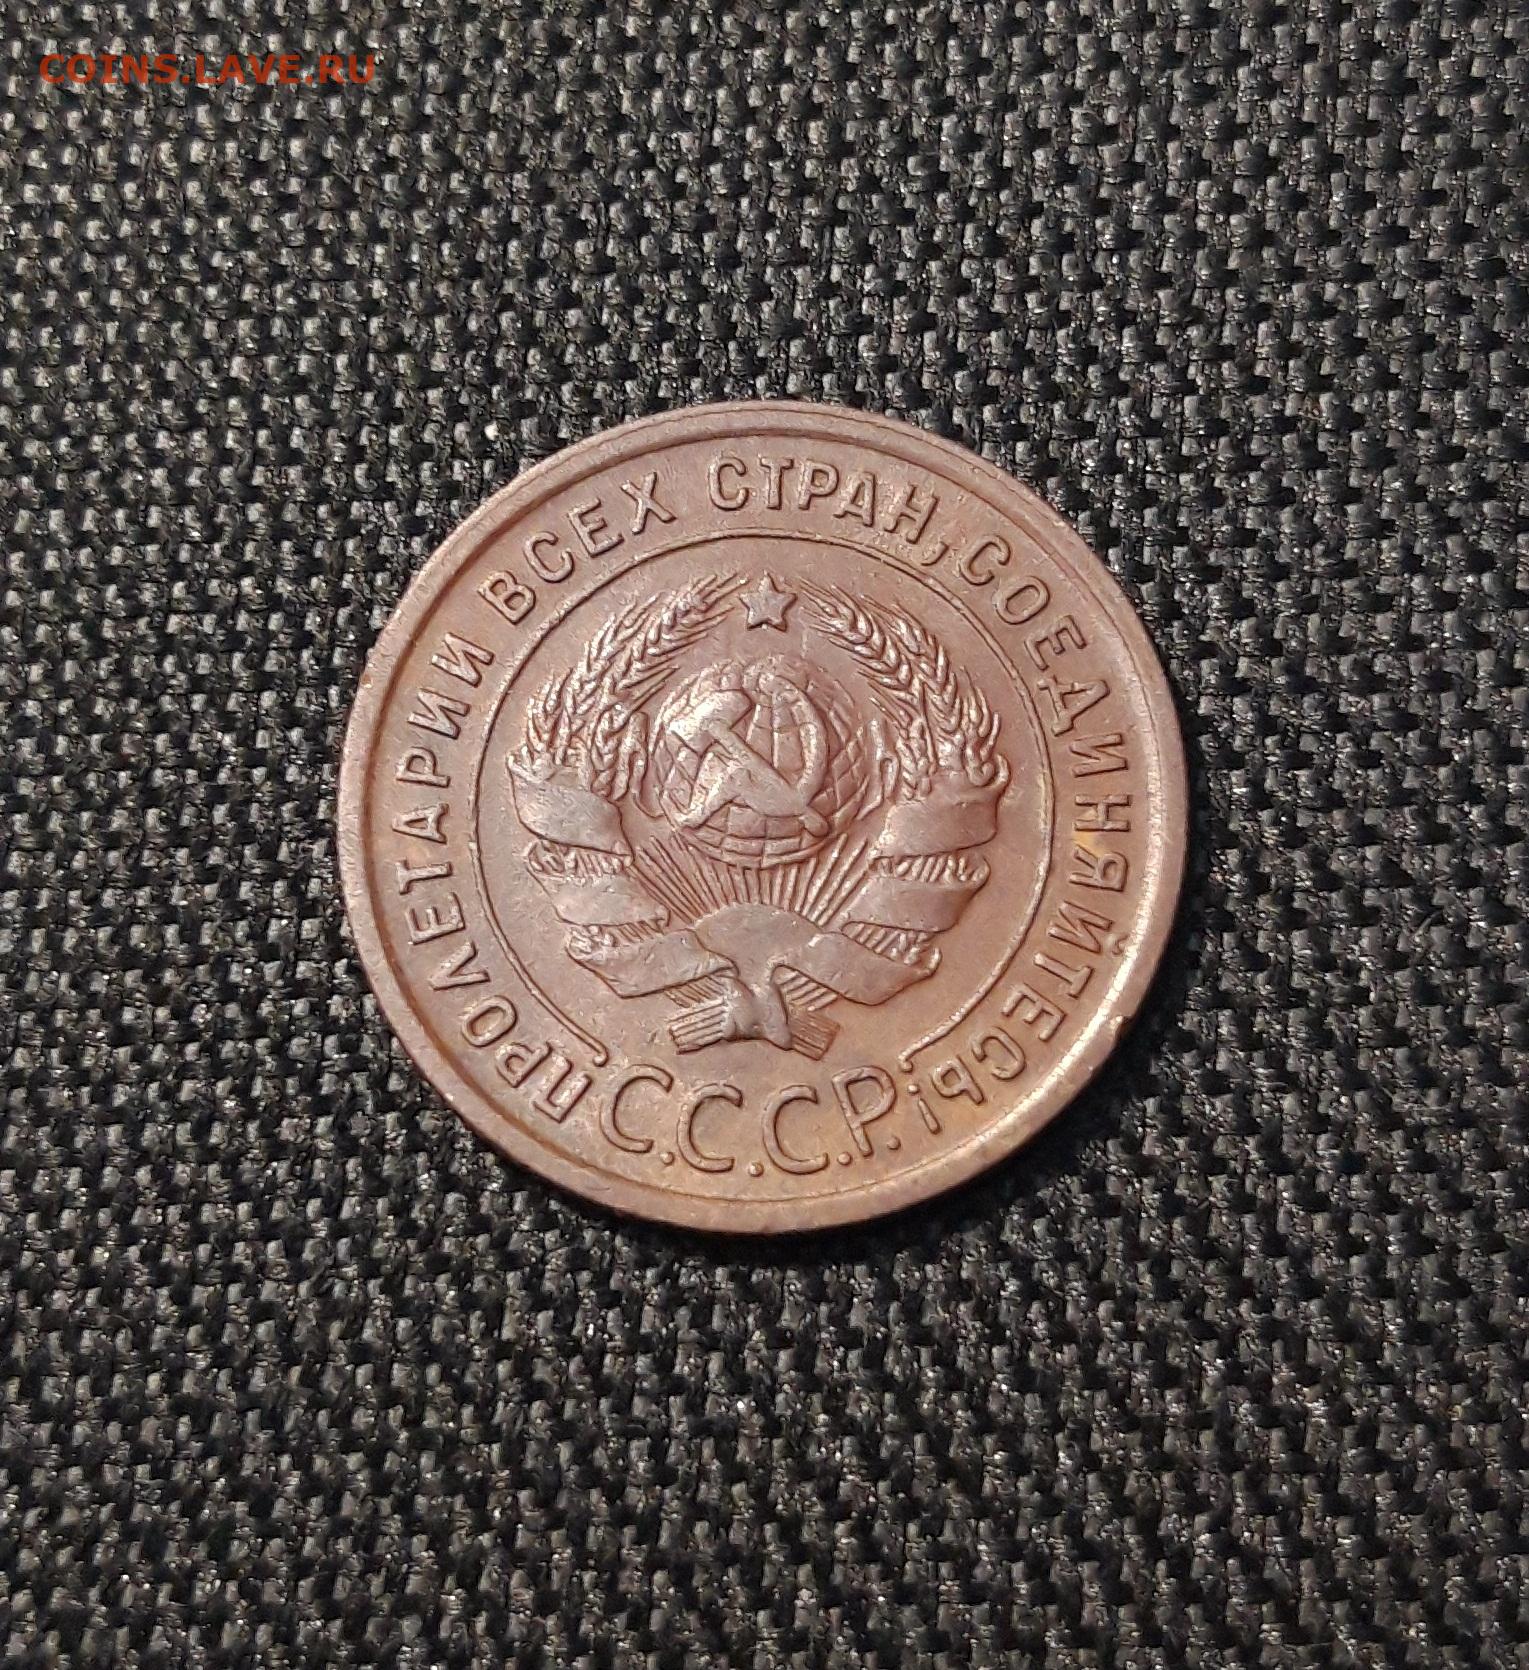 COINS.LAVE.RU
ПРОЛЕТАРИИ ВСЕХ СТРАН, СОЕДИНЯЙТЕСЬ!
С.С.С.Р.